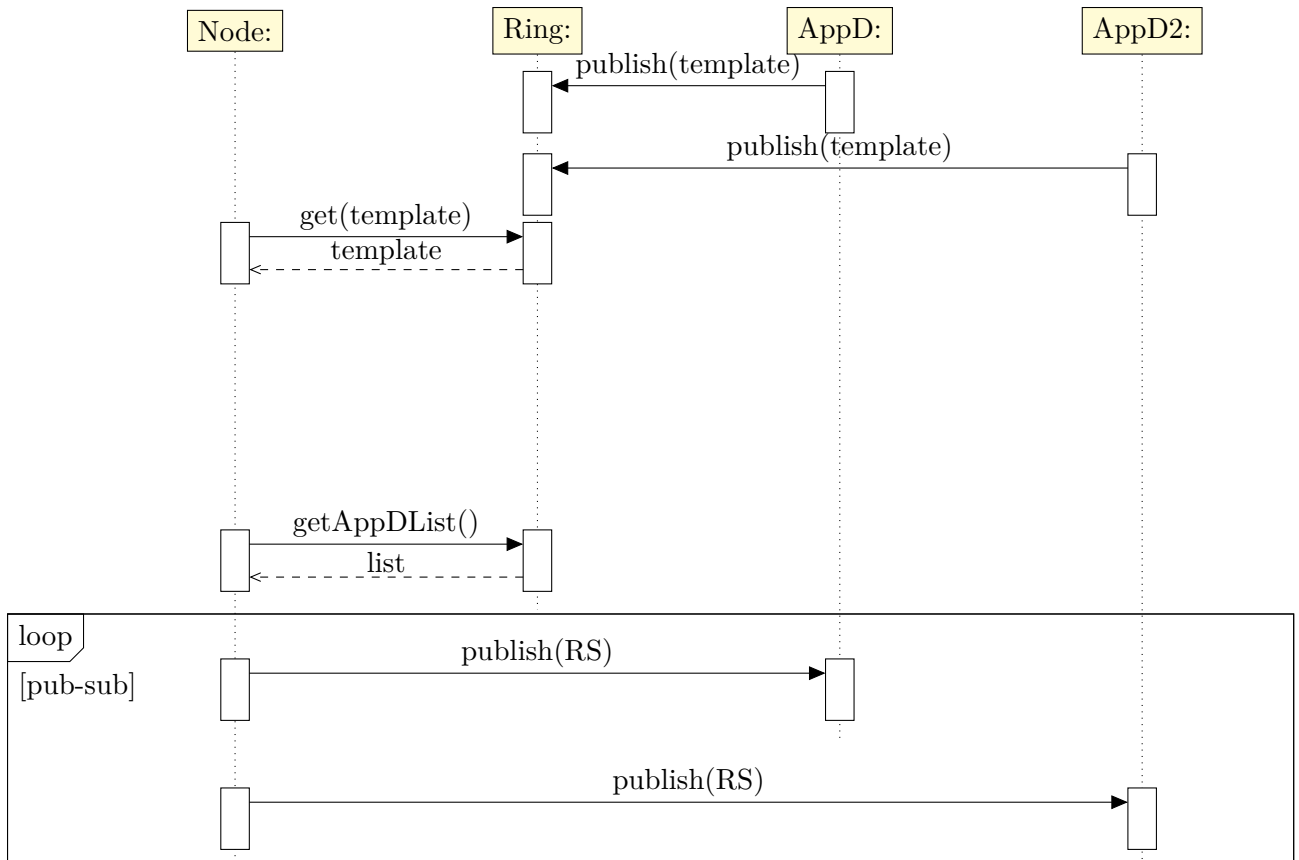 Node:
Ring:
AppD:
AppD2:
publish(template)
publish(template)
get(template)
template
getAppDList()
list
loop
publish(RS)
[pub-sub]
publish(RS)